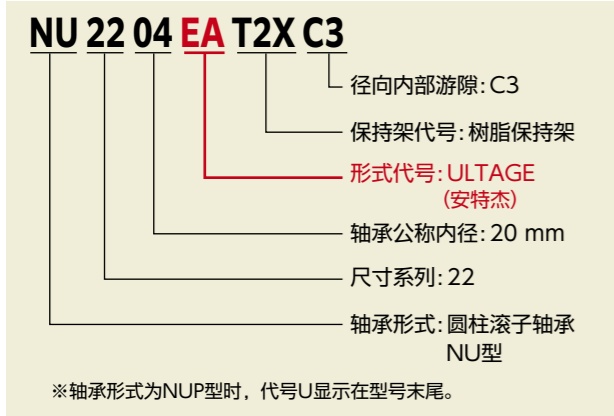 NU 22 04 EA T2X C3
径向内部游隙:C3
保持架代号:树脂保持架
形式代号:ULTAGE
(安特杰)
轴承公称内径:20 mm
尺寸系列:22
轴承形式:圆柱滚子轴承
NU型
※轴承形式为NUP型时，代号U显示在型号末尾。